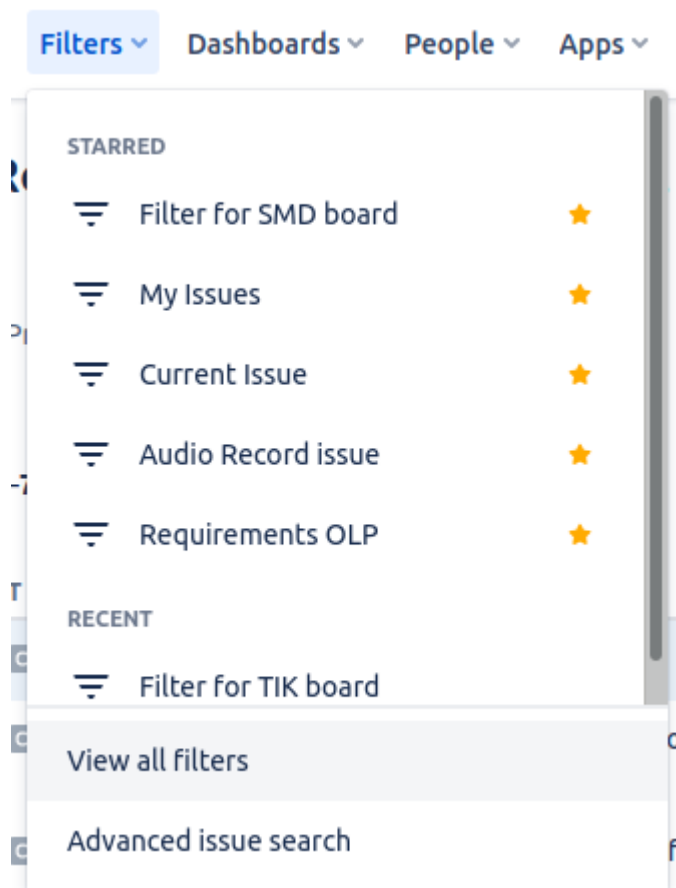 Filters Dashboards People Apps
STARRED
Filter for SMD board
My Issues
Current Issue
Audio Record issue
Requirements OLP
RECENT
Filter for TIK board
View all filters
Advanced issue search